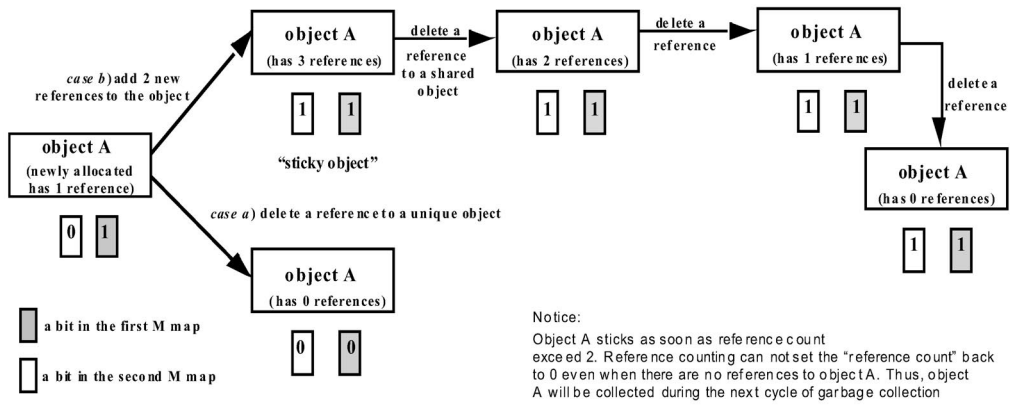 object A
(has 3 references)
1 1
"sticky object"
delete a
reference
to a shared
object
object A
(has 2 references)
1 1
delete a
reference
object A
(has 1 references)
1 1
delete a
reference
object A
(has 0 references)
1 1
case b) add 2 new
references to the object
object A
(newly allocated
has 1 reference)
0 1
case a) delete a reference to a unique object
object A
(has 0 references)
0 0
a bit in the first M map
a bit in the second M map
Notice:
Object A sticks as soon as reference count
exceed 2. Reference counting can not set the "reference count" back
to 0 even when there are no references to object A. Thus, object
A will be collected during the next cycle of garbage collection